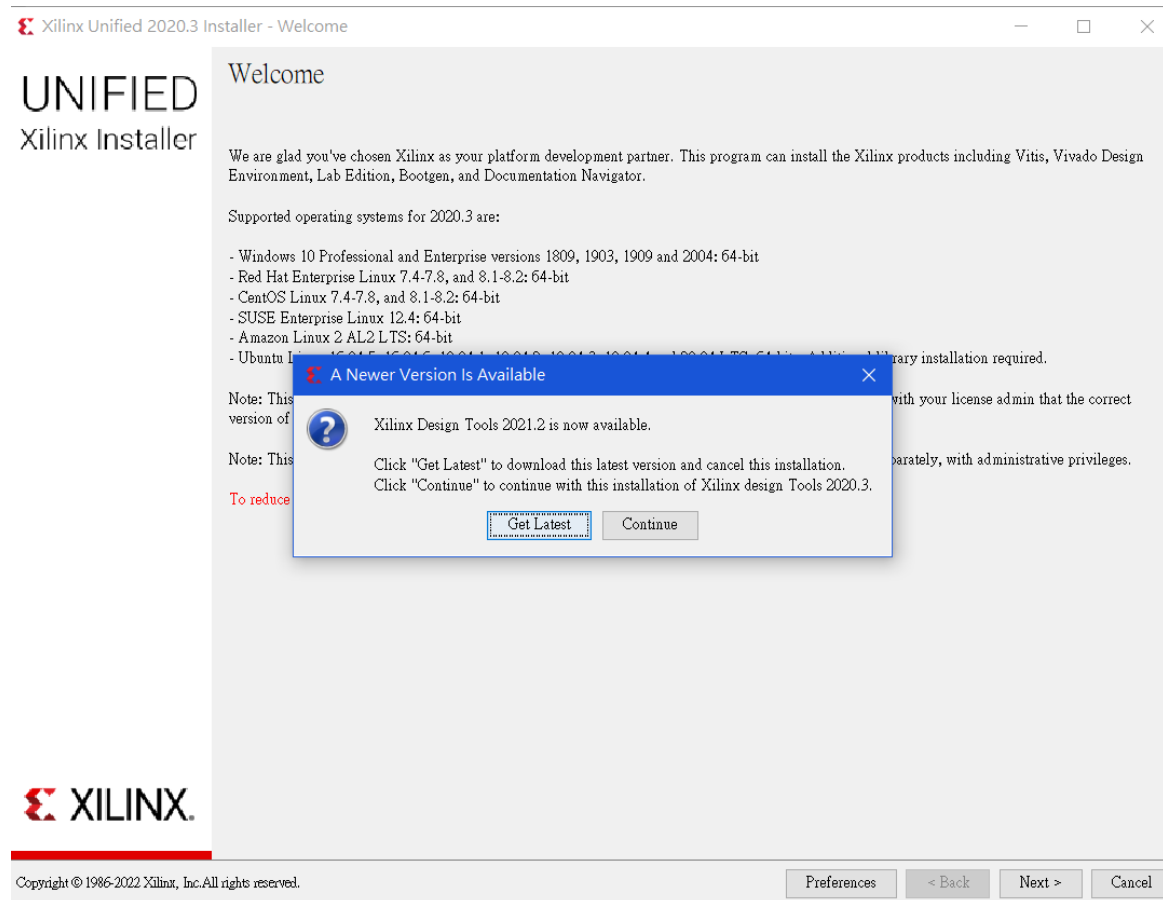 Xilinx Unified 2020.3 Installer - Welcome
UNIFIED
Xilinx Installer
Welcome
We are glad you've chosen Xilinx as your platform development partner. This program can install the Xilinx products including Vitis, Vivado Design
Environment, Lab Edition, Bootgen, and Documentation Navigator.
Supported operating systems for 2020.3 are:
- Windows 10 Professional and Enterprise versions 1809, 1903, 1909 and 2004: 64-bit
- Red Hat Enterprise Linux 7.4-7.8, and 8.1-8.2: 64-bit
- CentOS Linux 7.4-7.8, and 8.1-8.2: 64-bit
- SUSE Enterprise Linux 12.4: 64-bit
- Amazon Linux 2 AL2 LTS: 64-bit
- Ubuntu rary installation required.
Note: This with your license admin that the correct
version of
Note: This parately, with administrative privileges.
To reduce
A Newer Version Is Available
Xilinx Design Tools 2021.2 is now available.
Click "Get Latest" to download this latest version and cancel this installation.
Click "Continue" to continue with this installation of Xilinx design Tools 2020.3.
Get Latest
Continue
XILINX.
Copyright © 1986-2022 Xilinx, Inc.All rights reserved.
Preferences
< Back
Next >
Cancel